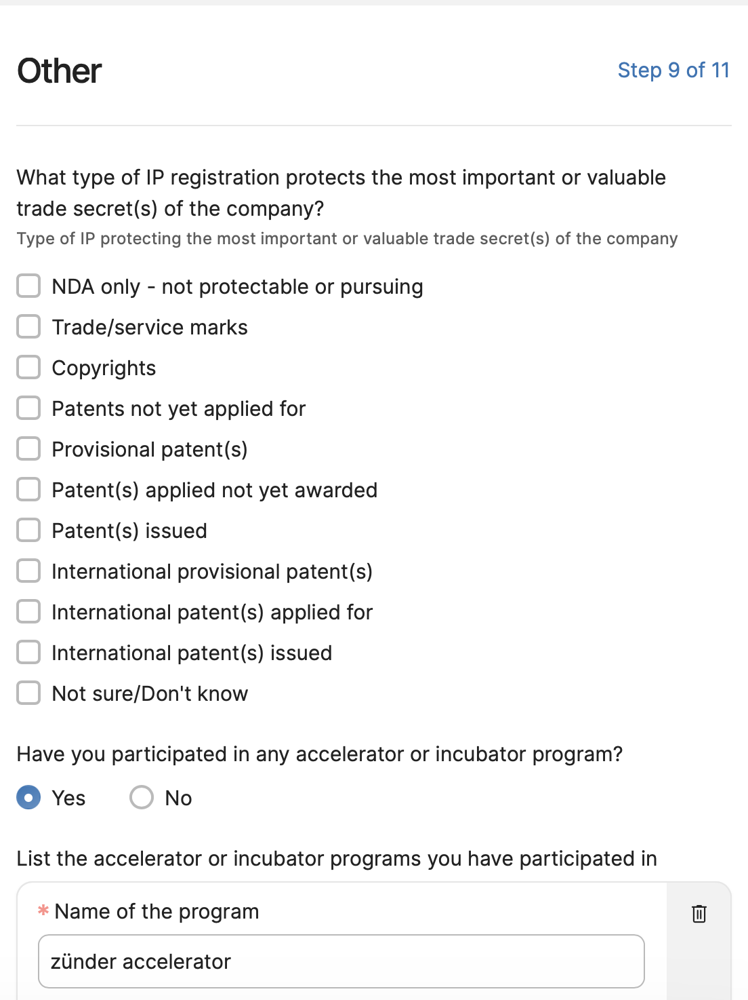 Other
Step 9 of 11
What type of IP registration protects the most important or valuable
trade secret(s) of the company?
Type of IP protecting the most important or valuable trade secret(s) of the company
NDA only - not protectable or pursuing
Trade/service marks
Copyrights
Patents not yet applied for
Provisional patent(s)
Patent(s) applied not yet awarded
Patent(s) issued
International provisional patent(s)
International patent(s) applied for
International patent(s) issued
Not sure/Don't know
Have you participated in any accelerator or incubator program?
Yes
No
List the accelerator or incubator programs you have participated in
* Name of the program
zünder accelerator